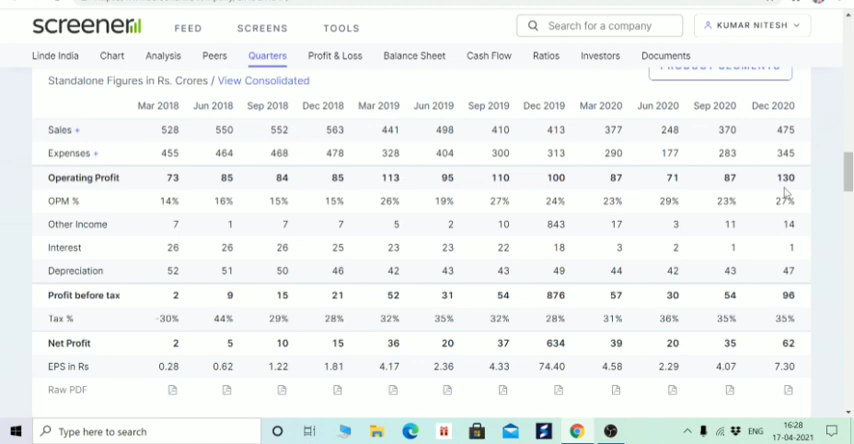 screener
FEED SCREENS TOOLS
Search for a company
KUMAR NITESH
Linde India Chart Analysis Peers Quarters Profit & Loss Balance Sheet Cash Flow Ratios Investors Documents
PRODUCT SEGMENTS
Standalone Figures in Rs. Crores / View Consolidated
Mar 2018 Jun 2018 Sep 2018 Dec 2018 Mar 2019 Jun 2019 Sep 2019 Dec 2019 Mar 2020 Jun 2020 Sep 2020 Dec 2020
Sales + 528 550 552 563 441 498 410 413 377 248 370 475
Expenses + 455 464 468 478 328 404 300 313 290 177 283 345
Operating Profit 73 85 84 85 113 95 110 100 87 71 87 130
OPM % 14% 16% 15% 15% 26% 19% 27% 24% 23% 29% 23% 27%
Other Income 7 1 7 7 5 2 10 843 17 3 11 14
Interest 26 26 26 25 23 23 22 18 3 2 1 1
Depreciation 52 51 50 46 42 43 43 49 44 42 43 47
Profit before tax 2 9 15 21 52 31 54 876 57 30 54 96
Tax % -30% 44% 29% 28% 32% 35% 32% 28% 31% 36% 35% 35%
Net Profit 2 5 10 15 36 20 37 634 39 20 35 62
EPS in Rs 0.28 0.62 1.22 1.81 4.17 2.36 4.33 74.40 4.58 2.29 4.07 7.30
Raw PDF
Type here to search
ENG
16:28
17-04-2021